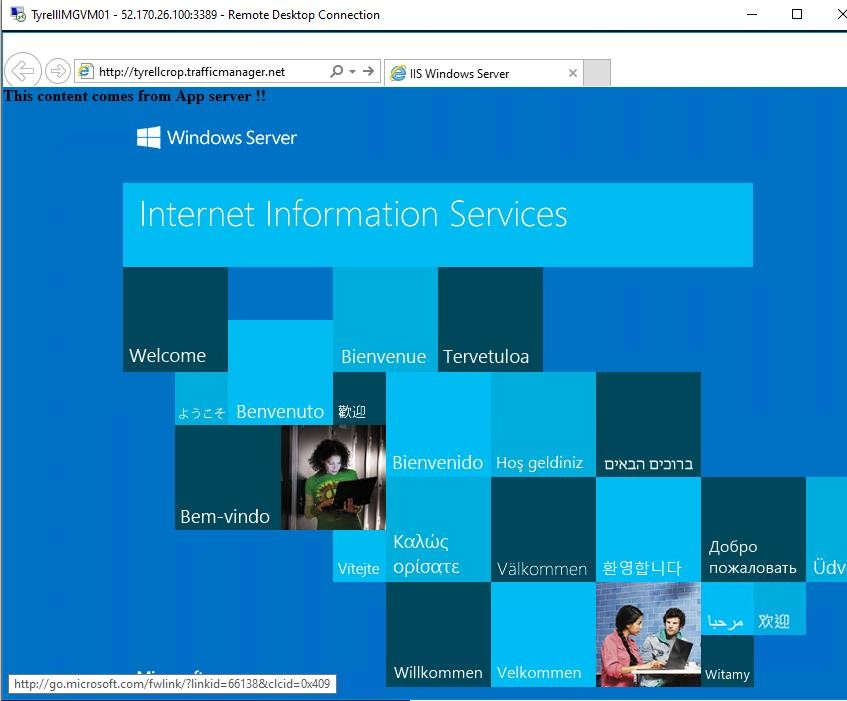 TyrellIMGVM01 - 52.170.26.100:3389 - Remote Desktop Connection
http://tyrellcrop.trafficmanager.net
IIS Windows Server
This content comes from App server !!
Windows Server
Internet Information Services
Welcome
Bienvenue
Tervetuloa
ようこそ
Benvenuto
歡迎
Bienvenido
Hoş geldiniz
ברוכים הבאים
Bem-vindo
Vítejte
Καλώς
ορίσατε
Välkommen
환영합니다
Добро
пожаловать
Üdv
مرحبا
欢迎
Willkommen
Velkommen
Witamy
Microsoft
http://go.microsoft.com/fwlink/?linkid=66138&clcid=0x409